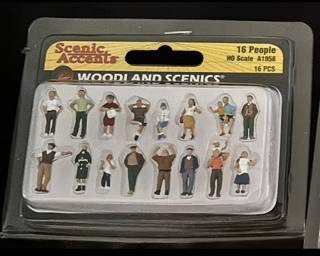 Scenic
Accents
16 People
HO Scale A1958
16 PCS
WOODLAND SCENICS®